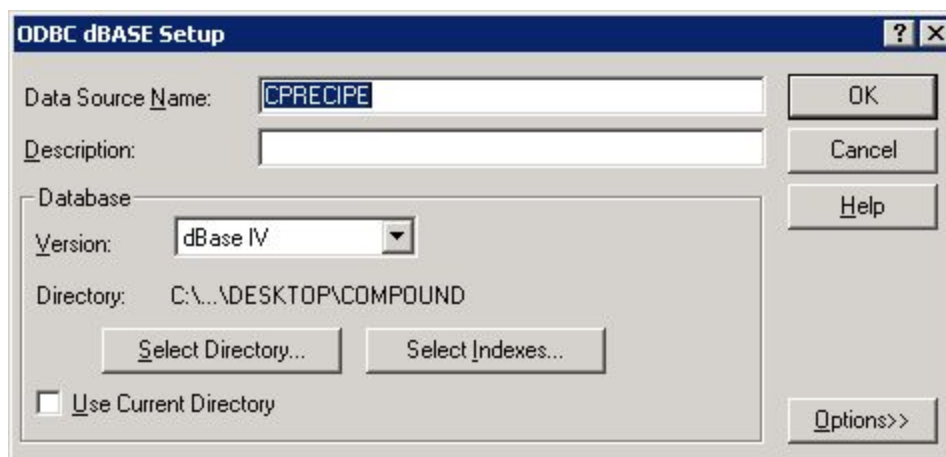 ODBC dBASE Setup
? X
Data Source Name: CPRECIPE OK
Description: Cancel
Database Help
Version: dBase IV
Directory: C:\...\DESKTOP\COMPOUND
Select Directory... Select Indexes...
Use Current Directory
Options>>